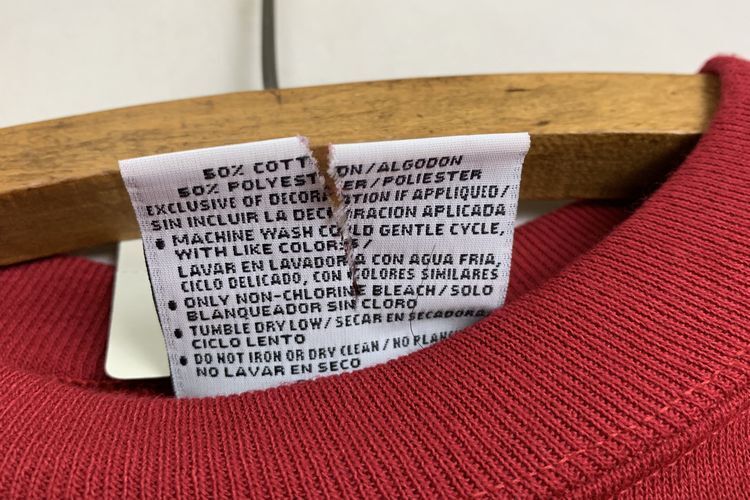 50% COTTON/ALGODON
50% POLYESTER/POLIESTER
EXCLUSIVE OF DECORATION IF APPLIQUED/
SIN INCLUIR LA DECORACION APLICADA
• MACHINE WASH COLD GENTLE CYCLE,
WITH LIKE COLORS/
LAVAR EN LAVADORA CON AGUA FRIA,
CICLO DELICADO, CON COLORES SIMILARES
• ONLY NON-CHLORINE BLEACH/SOLO
BLANQUEADOR SIN CLORO
• TUMBLE DRY LOW/SECAR EN SECADORA,
CICLO LENTO
• DO NOT IRON OR DRY CLEAN/NO PLANCHAR
NO LAVAR EN SECO